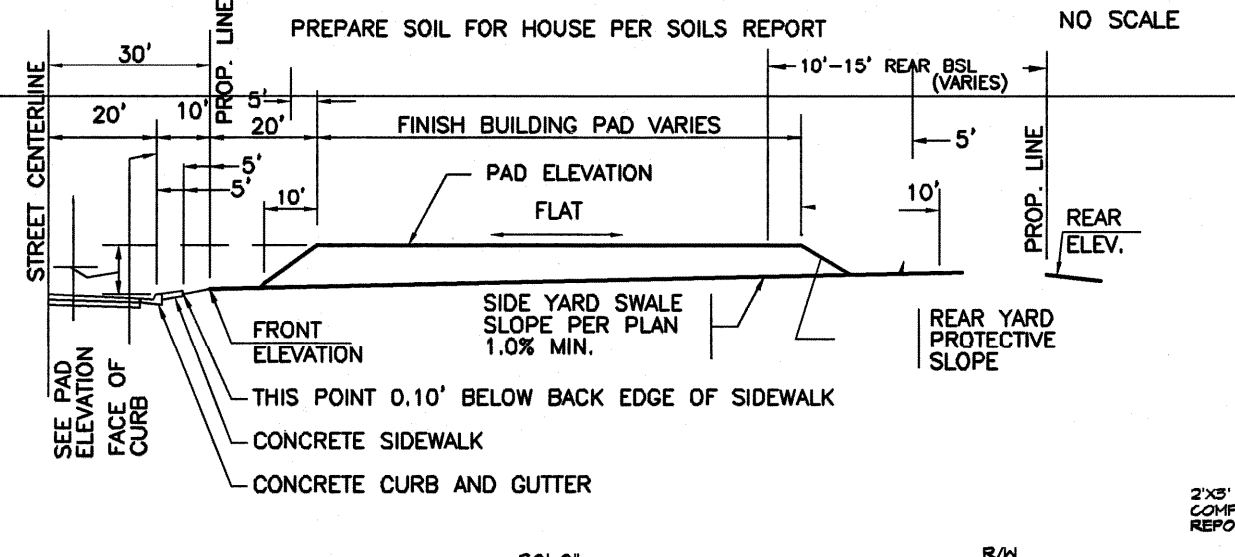 PREPARE SOIL FOR HOUSE PER SOILS REPORT
NO SCALE
PROP. LINE
30'
10'-15' REAR BSL
(VARIES)
STREET CENTERLINE
20'
10'
5'
20'
FINISH BUILDING PAD VARIES
5'
5'
5'
10'
PAD ELEVATION
FLAT
10'
PROP. LINE
REAR
ELEV.
SIDE YARD SWALE
SLOPE PER PLAN
1.0% MIN.
FRONT
ELEVATION
REAR YARD
PROTECTIVE
SLOPE
SEE PAD
ELEVATION
FACE OF
CURB
THIS POINT 0.10' BELOW BACK EDGE OF SIDEWALK
CONCRETE SIDEWALK
CONCRETE CURB AND GUTTER
2'X3'
COMP
REPO
R/W